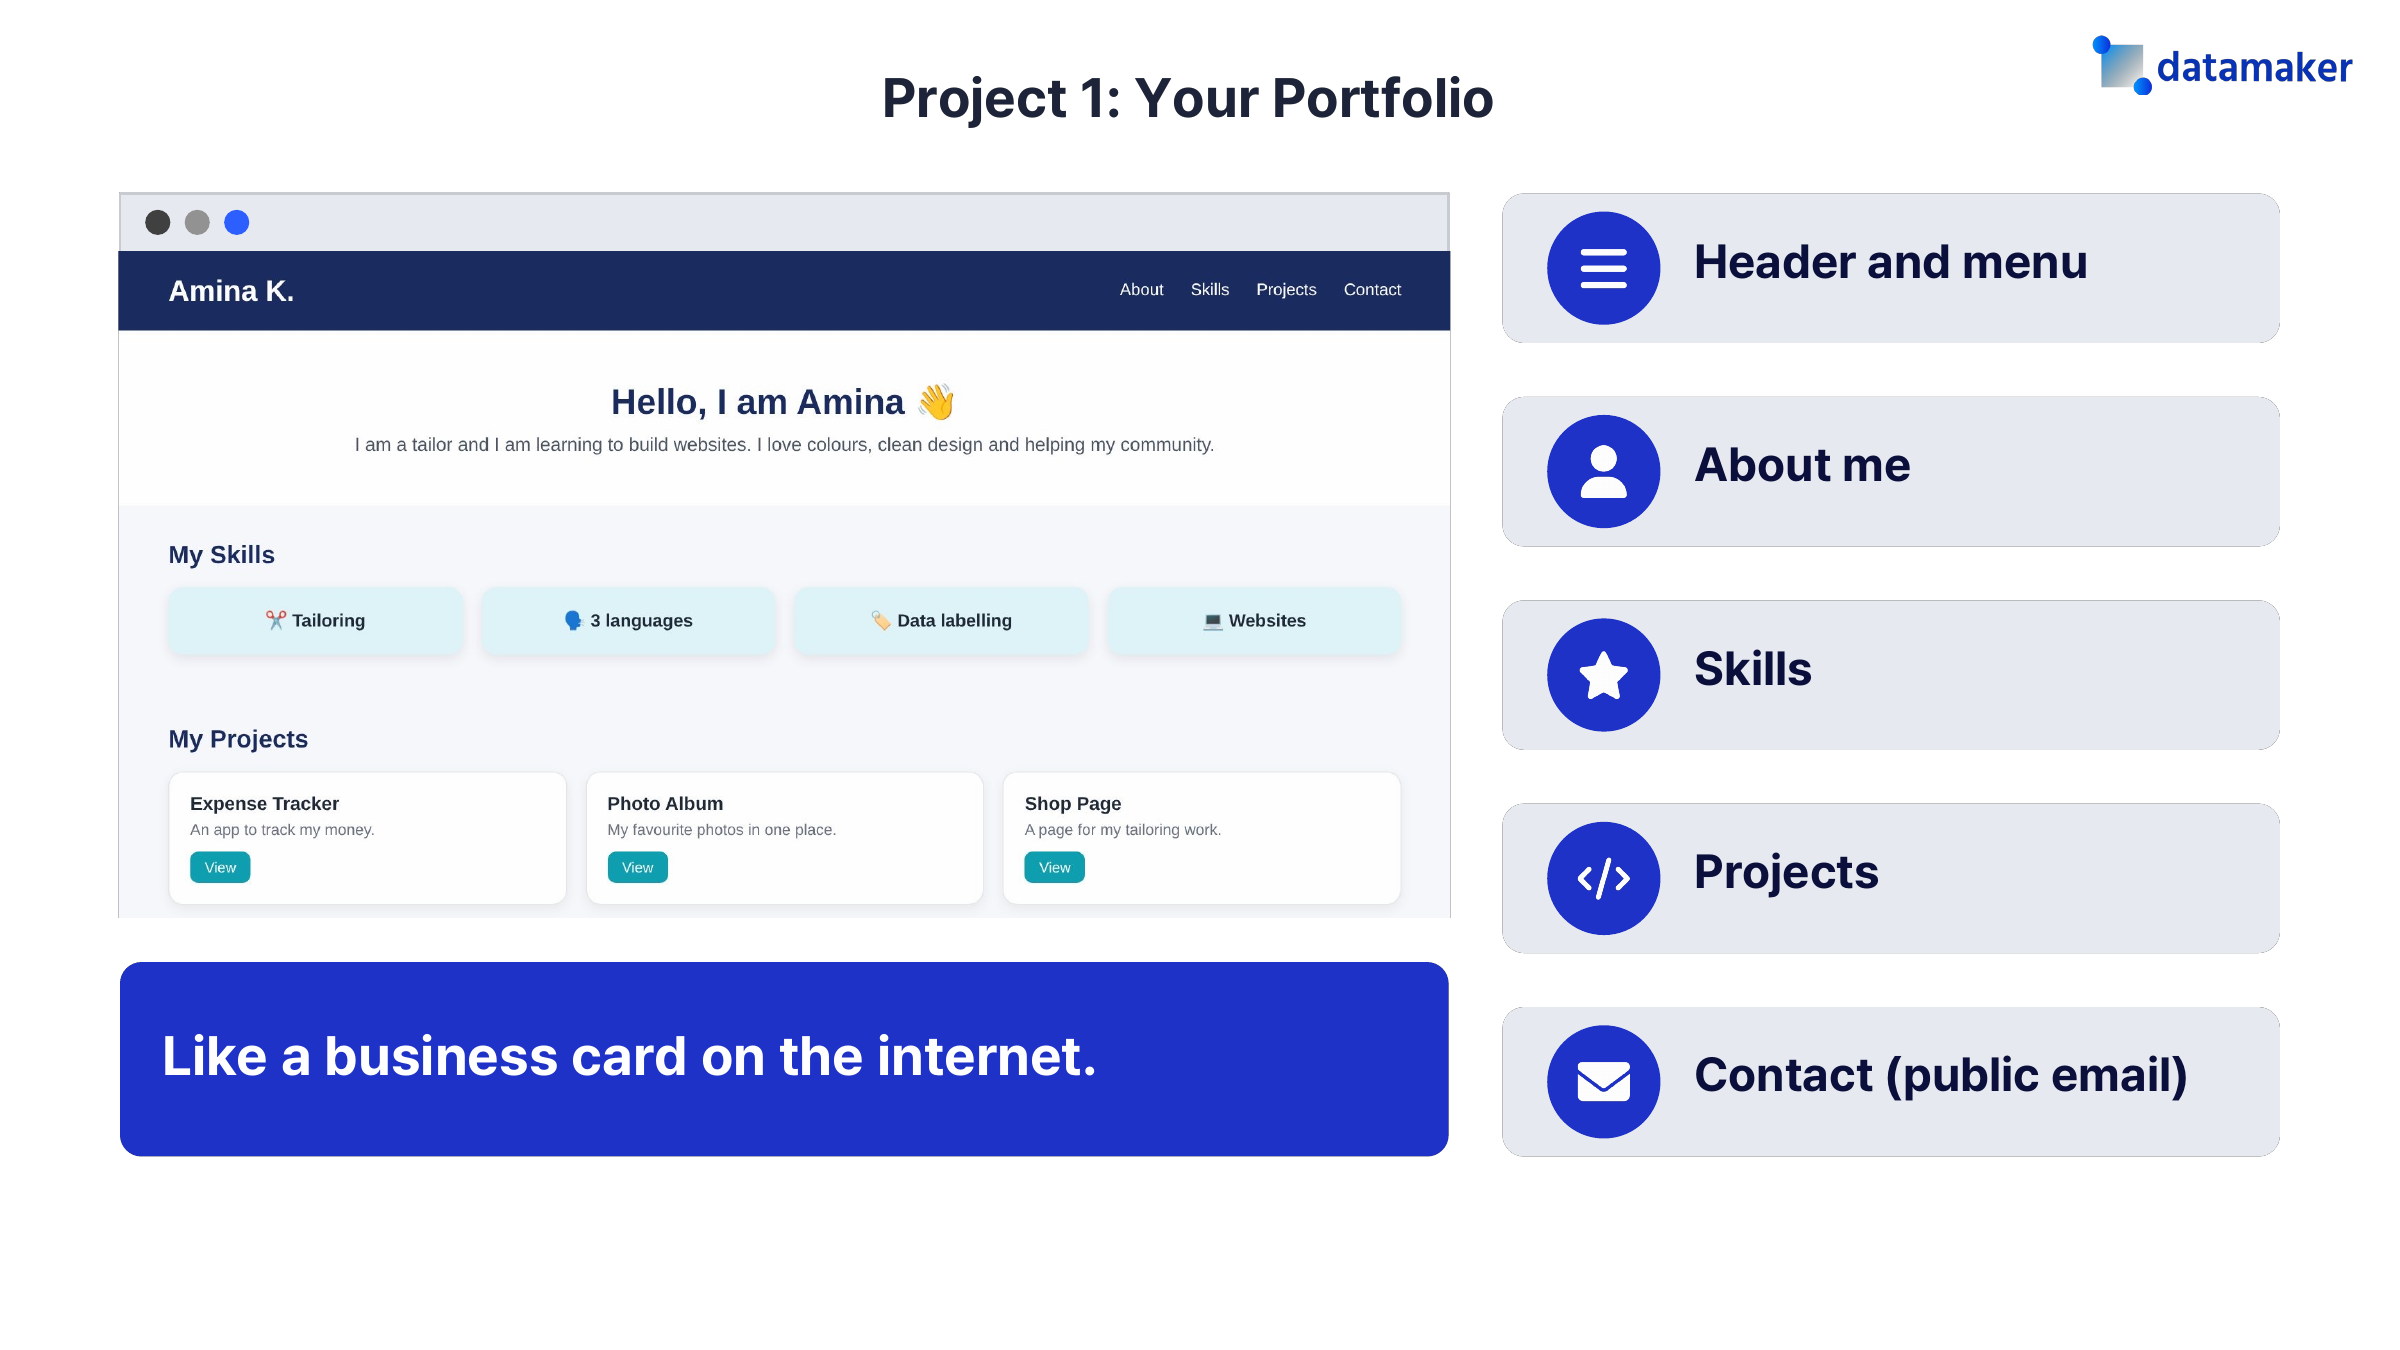 datamaker
Project 1: Your Portfolio
Amina K.
About Skills Projects Contact
Hello, I am Amina 👋
I am a tailor and I am learning to build websites. I love colours, clean design and helping my community.
My Skills
✂️ Tailoring
🗣️ 3 languages
🏷️ Data labelling
💻 Websites
My Projects
Expense Tracker
An app to track my money.
View
Photo Album
My favourite photos in one place.
View
Shop Page
A page for my tailoring work.
View
Like a business card on the internet.
Header and menu
About me
Skills
Projects
Contact (public email)